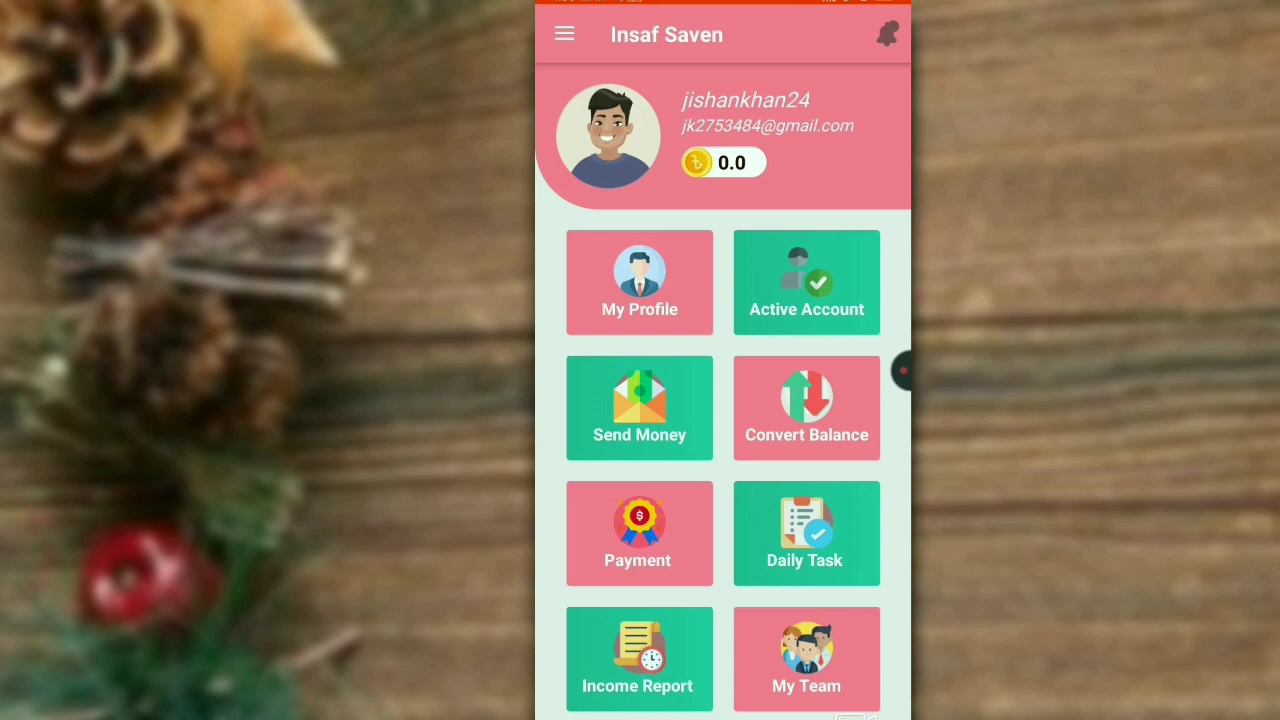 Insaf Saven
jishankhan24
jk2753484@gmail.com
৳ 0.0
My Profile
Active Account
Send Money
Convert Balance
$
Payment
Daily Task
Income Report
My Team